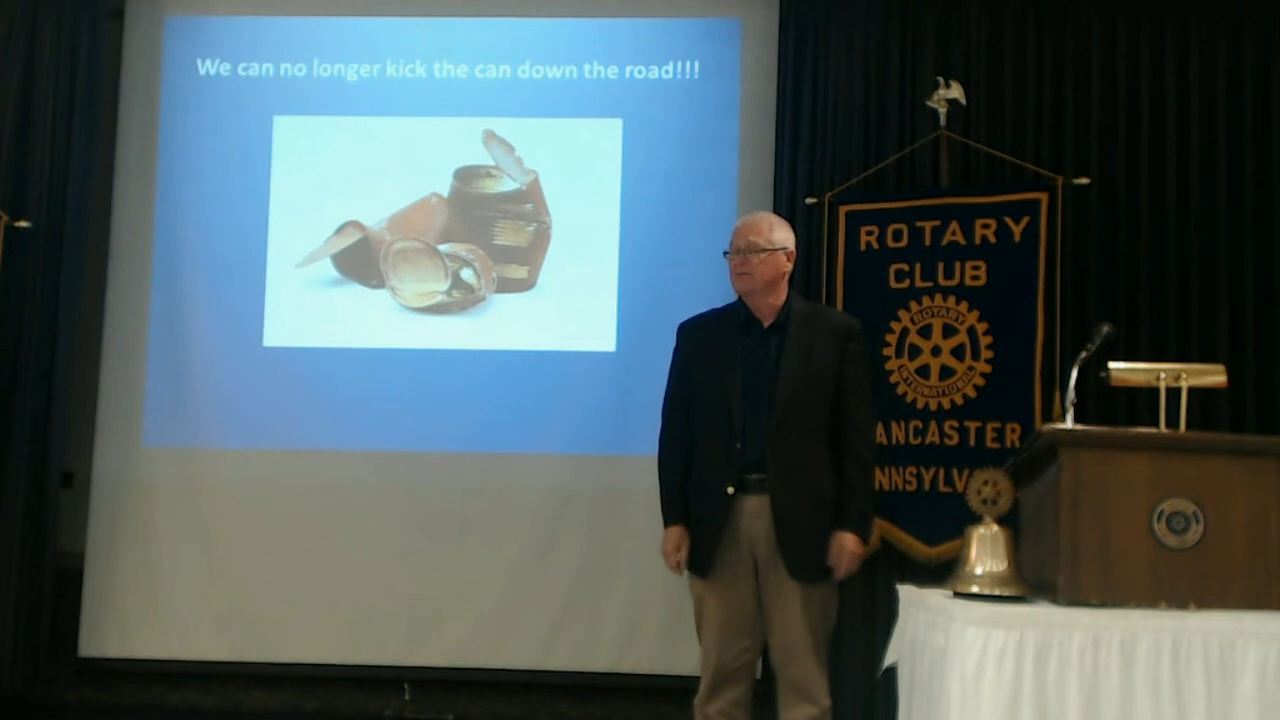 We can no longer kick the can down the road!!!
ROTARY
CLUB
ROTARY
INTERNATIONAL
ANCASTER
NNSYLV